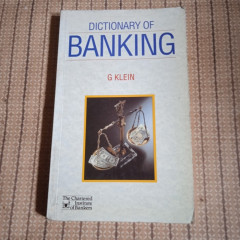 DICTIONARY OF
BANKING
G KLEIN
The Chartered
Institute
of Bankers